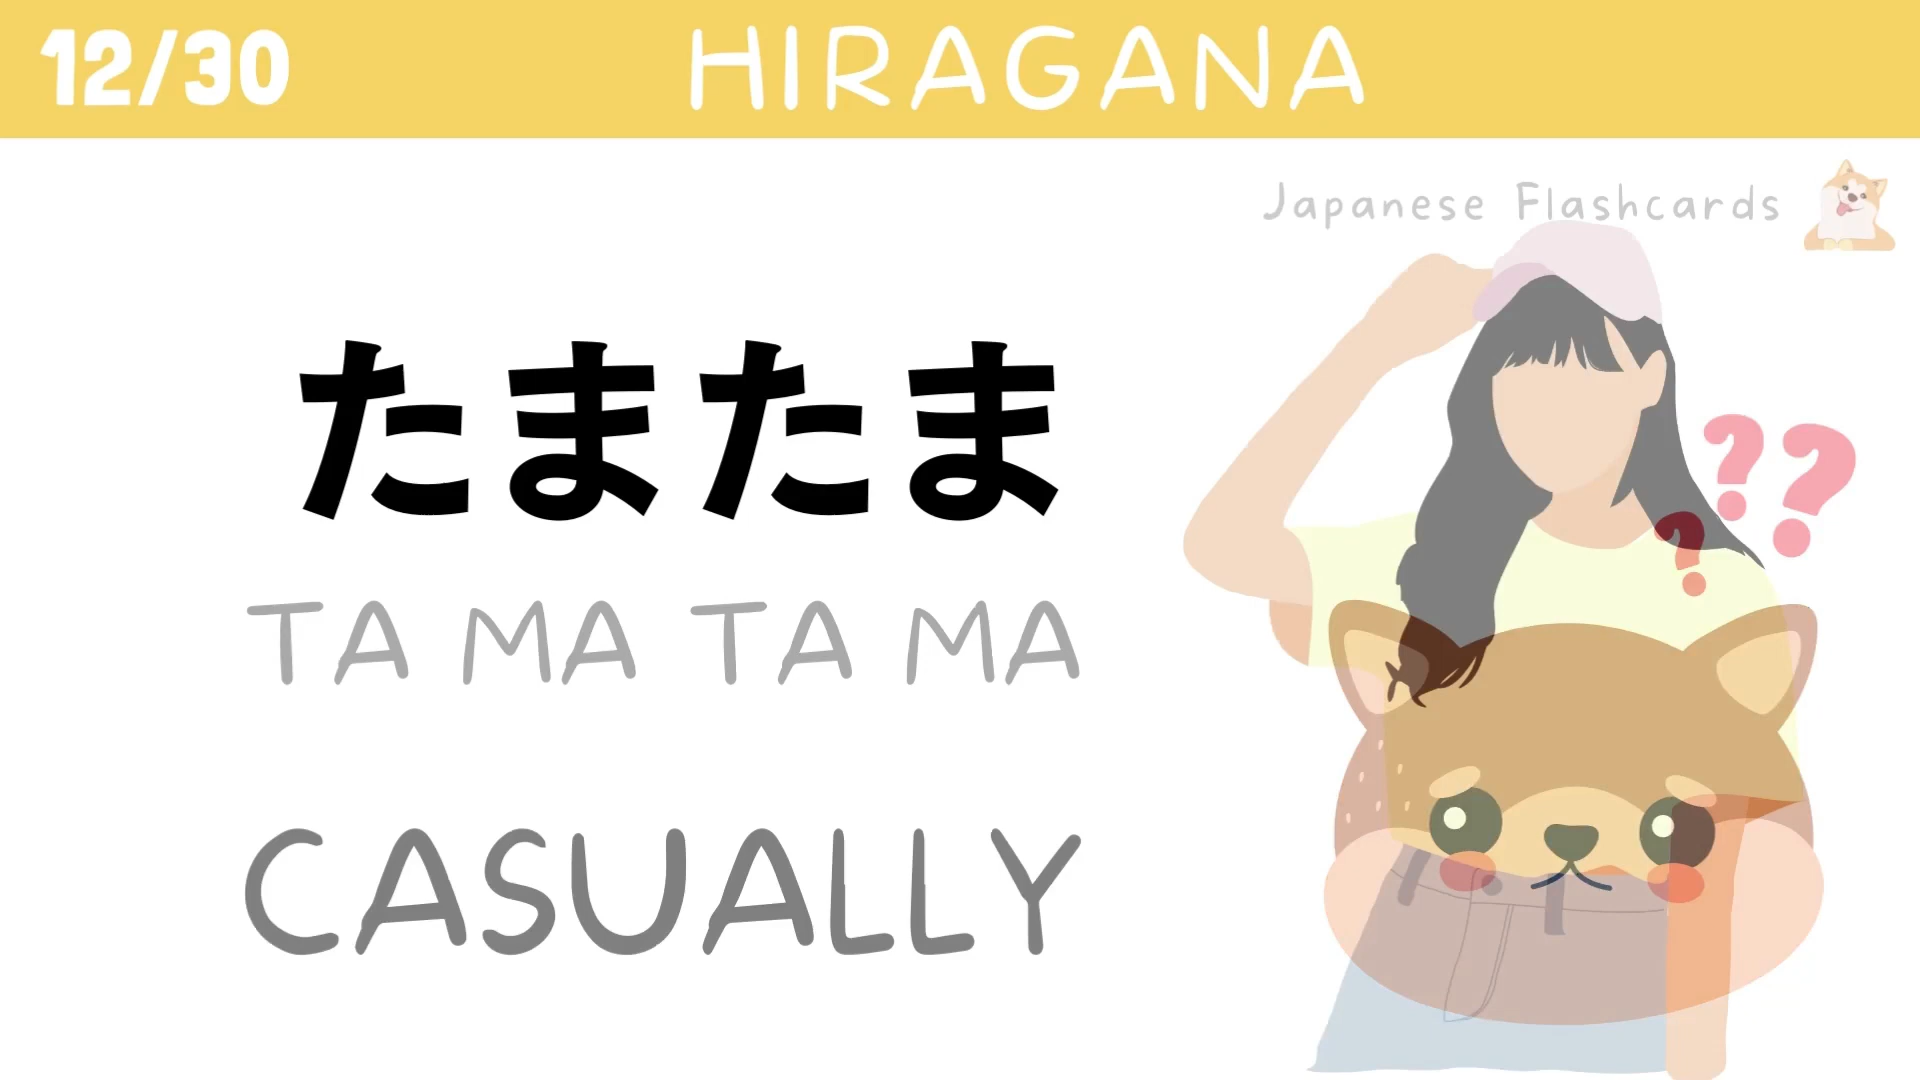 12/30
HIRAGANA
Japanese Flashcards
たまたま
TA MA TA MA
CASUALLY
???